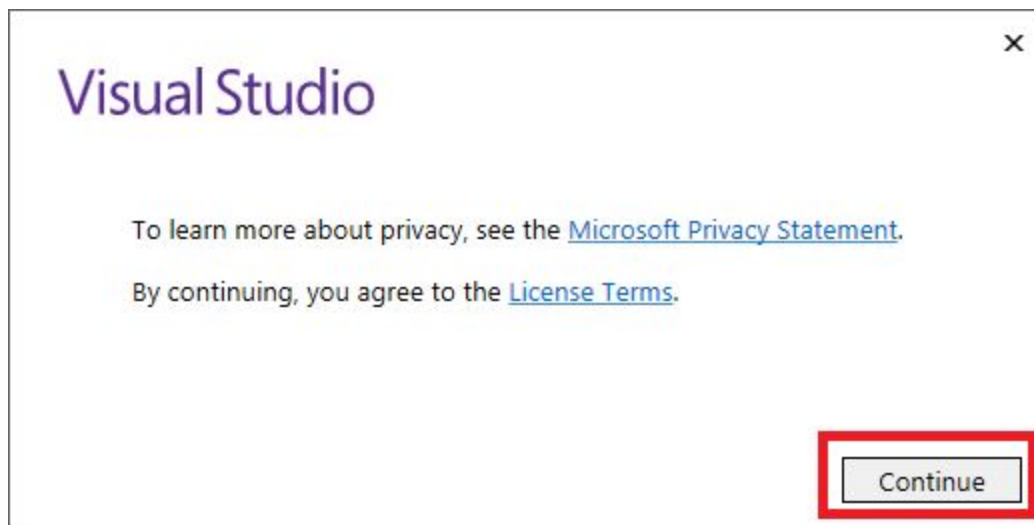 Visual Studio
To learn more about privacy, see the Microsoft Privacy Statement.
By continuing, you agree to the License Terms.
Continue